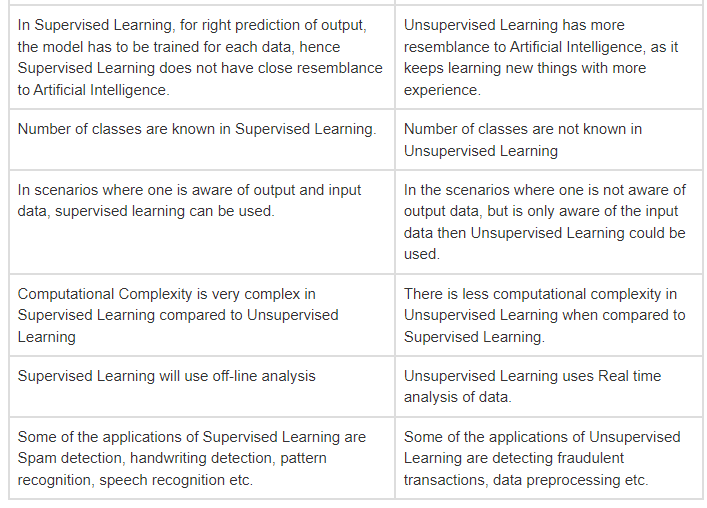 In Supervised Learning, for right prediction of output,
the model has to be trained for each data, hence
Supervised Learning does not have close resemblance
to Artificial Intelligence.
Unsupervised Learning has more
resemblance to Artificial Intelligence, as it
keeps learning new things with more
experience.
Number of classes are known in Supervised Learning.
Number of classes are not known in
Unsupervised Learning
In scenarios where one is aware of output and input
data, supervised learning can be used.
In the scenarios where one is not aware of
output data, but is only aware of the input
data then Unsupervised Learning could be
used.
Computational Complexity is very complex in
Supervised Learning compared to Unsupervised
Learning
There is less computational complexity in
Unsupervised Learning when compared to
Supervised Learning.
Supervised Learning will use off-line analysis
Unsupervised Learning uses Real time
analysis of data.
Some of the applications of Supervised Learning are
Spam detection, handwriting detection, pattern
recognition, speech recognition etc.
Some of the applications of Unsupervised
Learning are detecting fraudulent
transactions, data preprocessing etc.